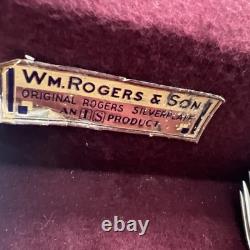 WM. ROGERS & SON
ORIGINAL ROGERS SILVERPLATE
AN IS PRODUCT
ebay